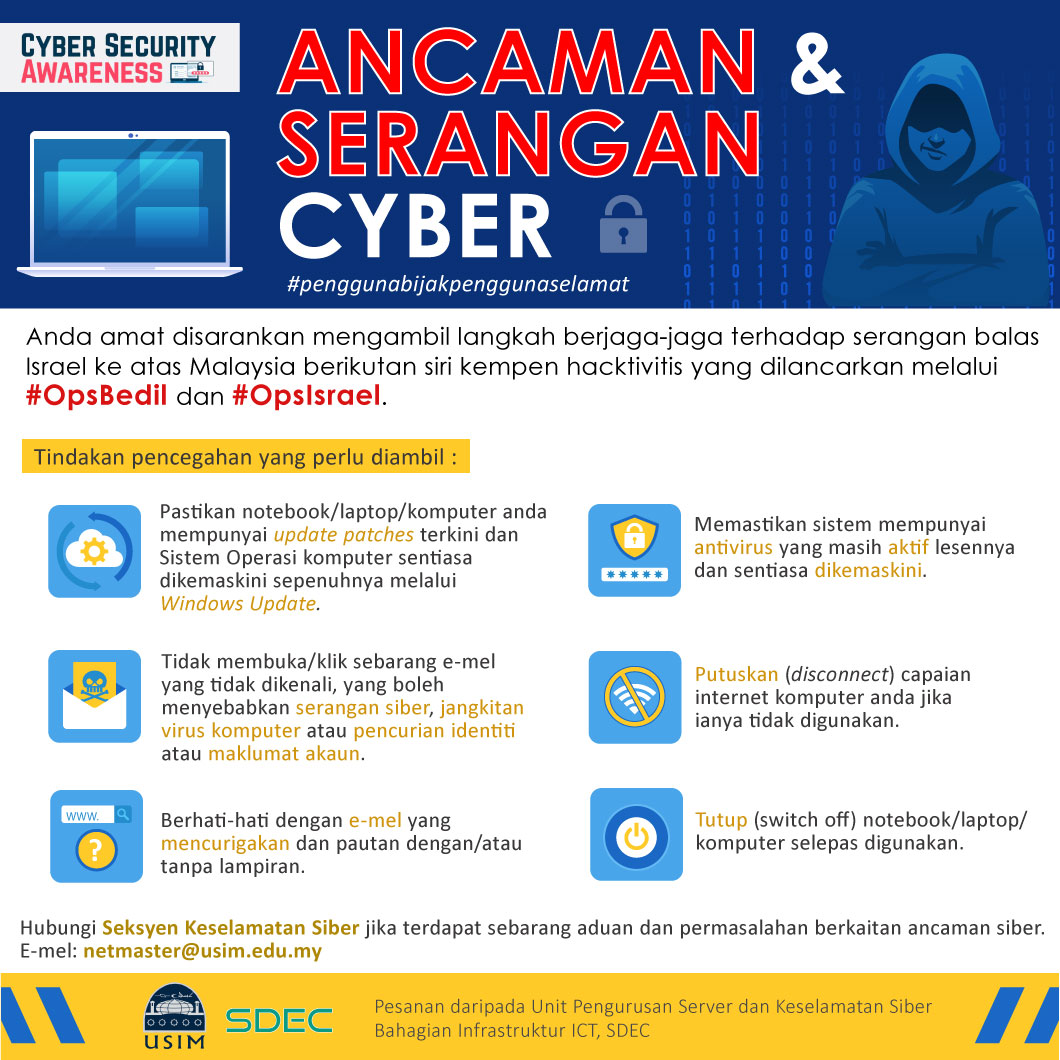 CYBER SECURITY
AWARENESS
ANCAMAN &
SERANGAN
CYBER
#penggunabijakpenggunaselamat
Anda amat disarankan mengambil langkah berjaga-jaga terhadap serangan balas
Israel ke atas Malaysia berikutan siri kempen hacktivitis yang dilancarkan melalui
#OpsBedil dan #OpsIsrael.
Tindakan pencegahan yang perlu diambil :
Pastikan notebook/laptop/komputer anda
mempunyai update patches terkini dan
Sistem Operasi komputer sentiasa
dikemaskini sepenuhnya melalui
Windows Update.
Memastikan sistem mempunyai
antivirus yang masih aktif lesennya
dan sentiasa dikemaskini.
Tidak membuka/klik sebarang e-mel
yang tidak dikenali, yang boleh
menyebabkan serangan siber, jangkitan
virus komputer atau pencurian identiti
atau maklumat akaun.
Putuskan (disconnect) capaian
internet komputer anda jika
ianya tidak digunakan.
www.
?
Berhati-hati dengan e-mel yang
mencurigakan dan pautan dengan/atau
tanpa lampiran.
Tutup (switch off) notebook/laptop/
komputer selepas digunakan.
Hubungi Seksyen Keselamatan Siber jika terdapat sebarang aduan dan permasalahan berkaitan ancaman siber.
E-mel: netmaster@usim.edu.my
USIM
SDEC
Pesanan daripada Unit Pengurusan Server dan Keselamatan Siber
Bahagian Infrastruktur ICT, SDEC